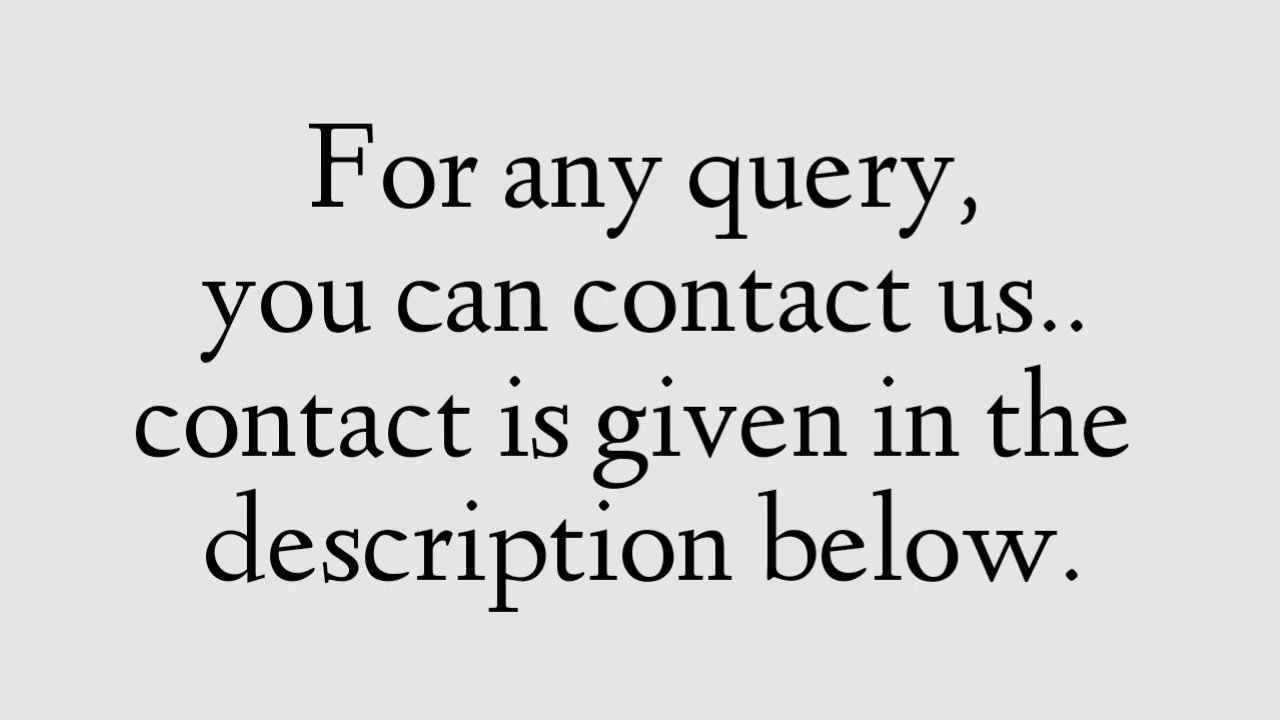 For any query,
you can contact us..
contact is given in the
description below.